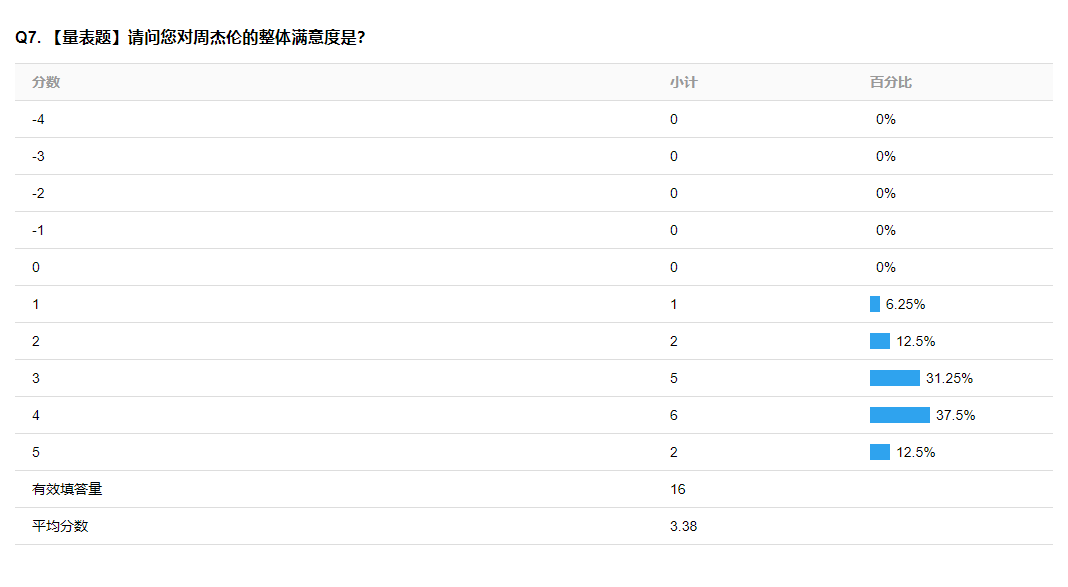 Q7. 【量表题】请问您对周杰伦的整体满意度是?
分数 小计 百分比
-4 0 0%
-3 0 0%
-2 0 0%
-1 0 0%
0 0 0%
1 1 6.25%
2 2 12.5%
3 5 31.25%
4 6 37.5%
5 2 12.5%
有效填答量 16
平均分数 3.38